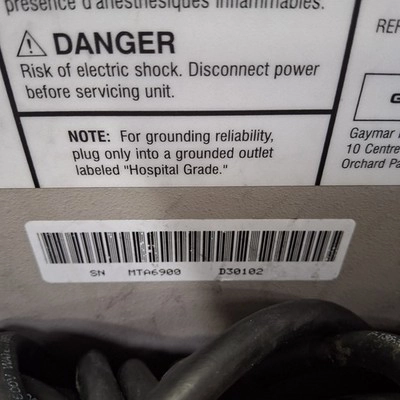 présence d'anesthésiques inflammables.
DANGER
Risk of electric shock. Disconnect power
before servicing unit.
NOTE: For grounding reliability,
plug only into a grounded outlet
labeled "Hospital Grade."
REF
G
Gaymar
10 Centre
Orchard Pa
SN MTA6900 D30102